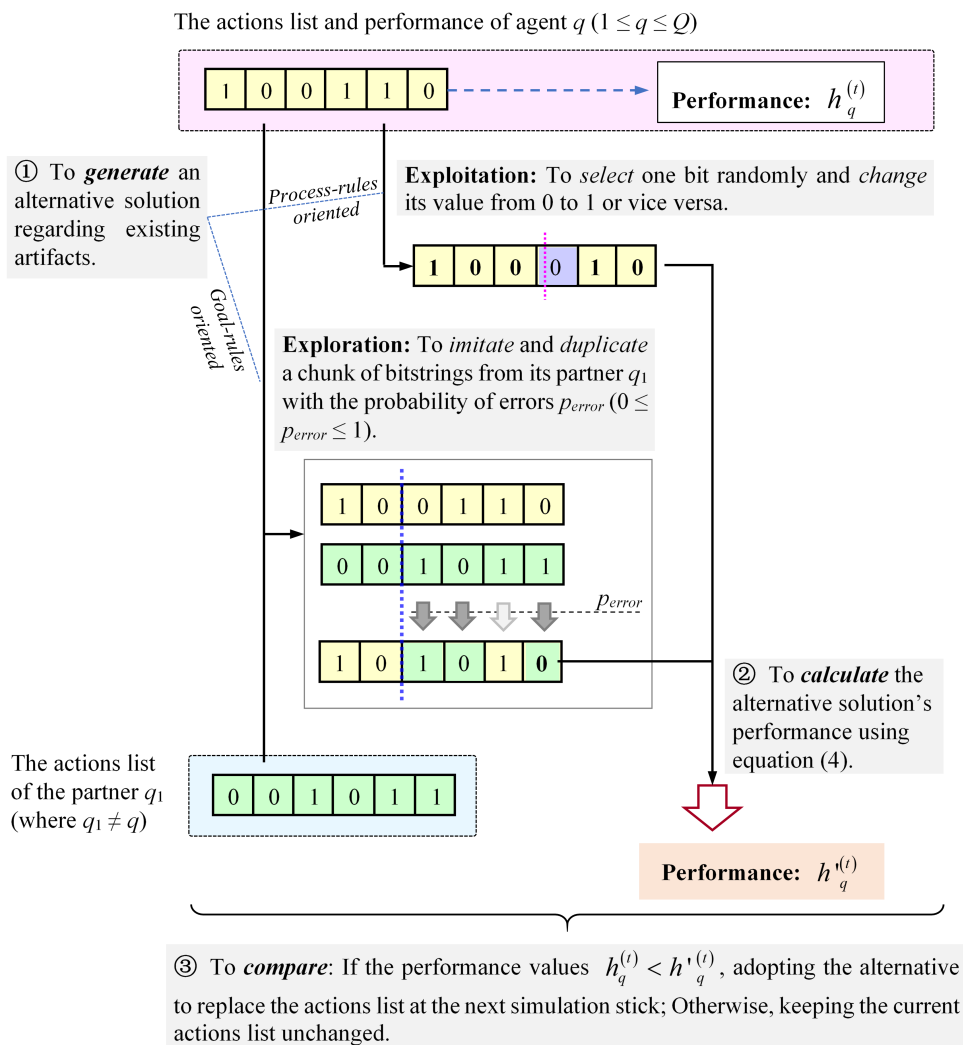 The actions list and performance of agent q (1 ≤ q ≤ Q)
1 0 0 1 1 0
Performance: h_q^(t)
① To generate an
alternative solution
regarding existing
artifacts.
Process-rules
oriented
Exploitation: To select one bit randomly and change
its value from 0 to 1 or vice versa.
1 0 0 0 1 0
Goal-rules
oriented
Exploration: To imitate and duplicate
a chunk of bitstrings from its partner q₁
with the probability of errors p_error (0 ≤
p_error ≤ 1).
1 0 0 1 1 0
0 0 1 0 1 1
p_error
1 0 1 0 1 0
② To calculate the
alternative solution’s
performance using
equation (4).
The actions list
of the partner q₁
(where q₁ ≠ q)
0 0 1 0 1 1
Performance: h'_q^(t)
③ To compare: If the performance values h_q^(t) < h'_q^(t), adopting the alternative
to replace the actions list at the next simulation stick; Otherwise, keeping the current
actions list unchanged.